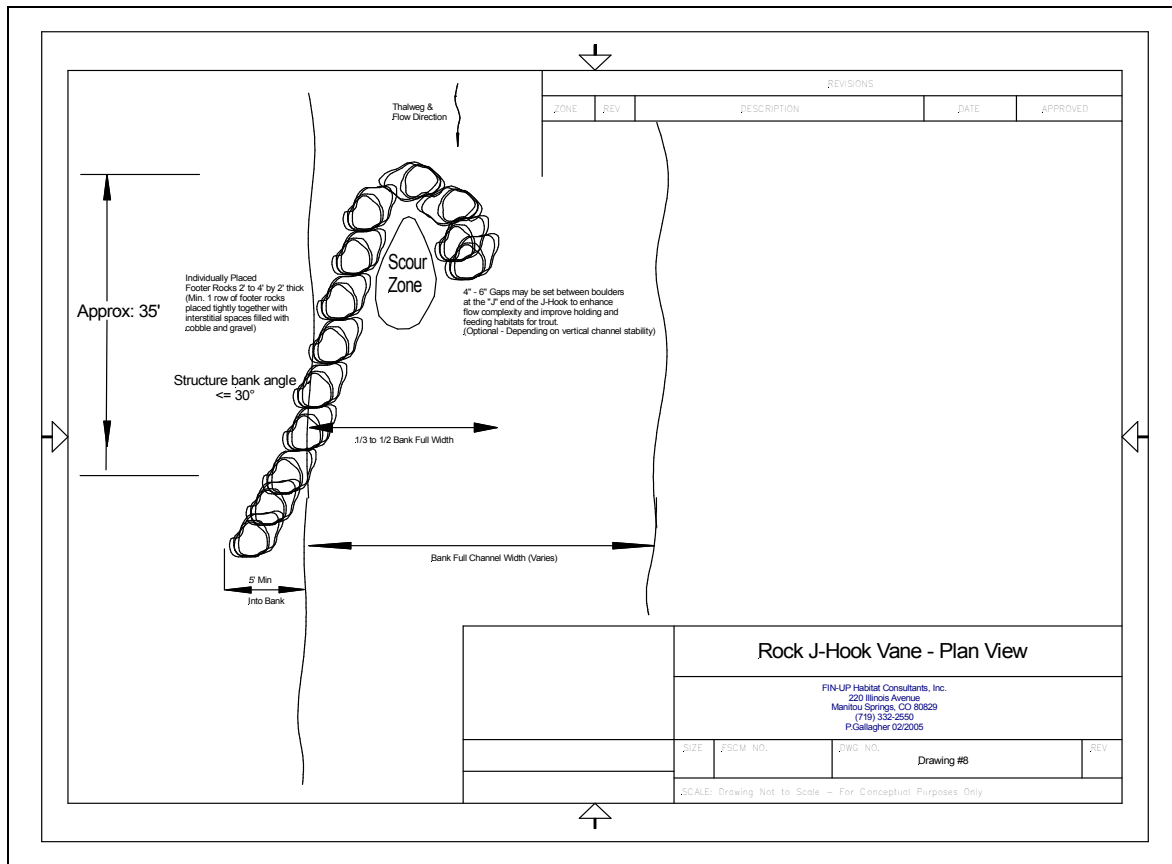 REVISIONS
ZONE REV DESCRIPTION DATE APPROVED
Thalweg &
Flow Direction
Scour
Zone
Individually Placed
Footer Rocks 2' to 4' by 2' thick
(Min. 1 row of footer rocks
placed tightly together with
interstitial spaces filled with
cobble and gravel)
Approx: 35'
4" - 6" Gaps may be set between boulders
at the "J" end of the J-Hook to enhance
flow complexity and improve holding and
feeding habitats for trout.
(Optional - Depending on vertical channel stability)
Structure bank angle
<= 30°
1/3 to 1/2 Bank Full Width
Bank Full Channel Width (Varies)
5' Min
Into Bank
Rock J-Hook Vane - Plan View
FIN-UP Habitat Consultants, Inc.
220 Illinois Avenue
Manitou Springs, CO 80829
(719) 332-2550
P.Gallagher 02/2005
SIZE FSCM NO. DWG NO. REV
Drawing #8
SCALE: Drawing Not to Scale - For Conceptual Purposes Only